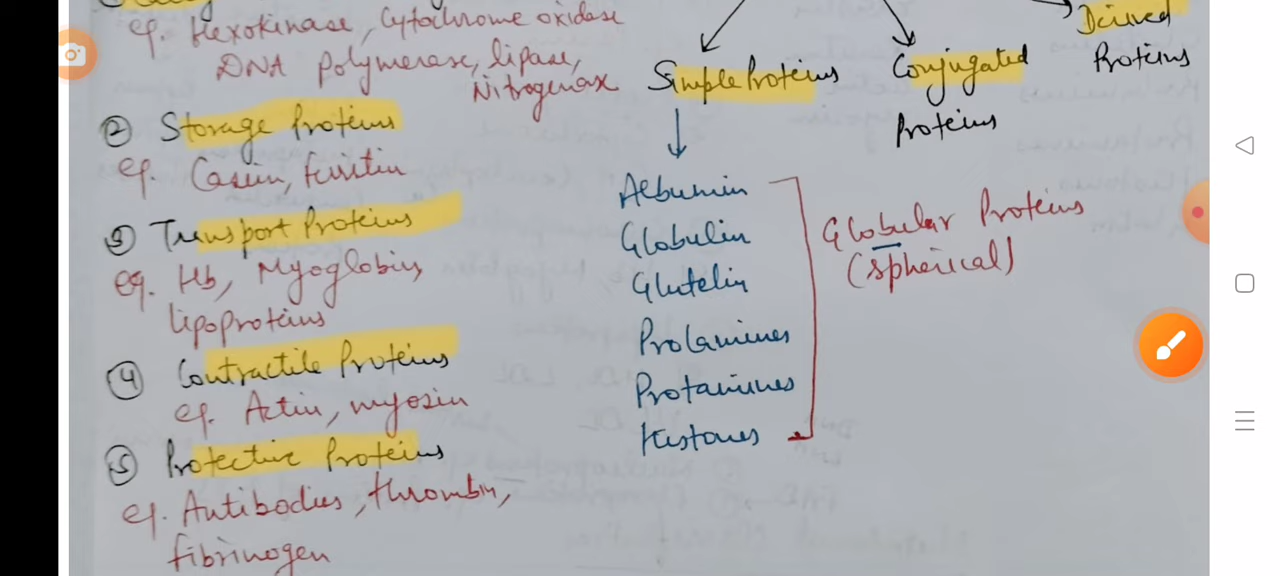 eg. Hexokinase, Cytochrome oxidase
DNA polymerase, lipase,
Nitrogenase
② Storage Proteins
eg. Casein, ferritin
③ Transport Proteins
eg. Hb, Myoglobin,
lipoproteins
④ Contractile Proteins
eg. Actin, myosin
⑤ Protective Proteins
eg. Antibodies, thrombin,
fibrinogen
Simple Proteins
Conjugated
Proteins
Derived
Proteins
Albumin
Globulin
Glutelin
Prolamines
Protamines
Histones
Globular Proteins
(spherical)